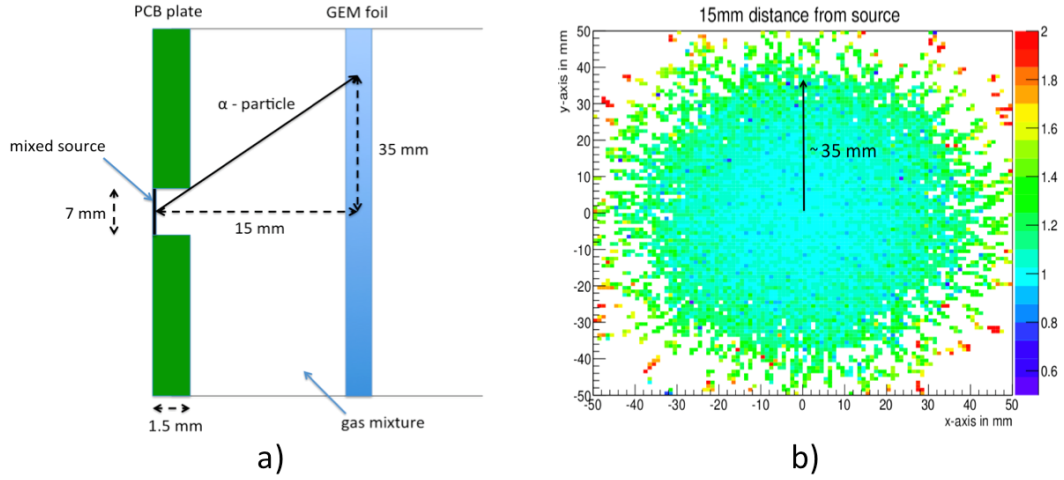 PCB plate
GEM foil
α - particle
mixed source
35 mm
7 mm
15 mm
1.5 mm
gas mixture
a)
15mm distance from source
y-axis in mm
50
40
30
20
10
0
-10
-20
-30
-40
-50
~ 35 mm
-50 -40 -30 -20 -10 0 10 20 30 40 50
x-axis in mm
2
1.8
1.6
1.4
1.2
1
0.8
0.6
b)